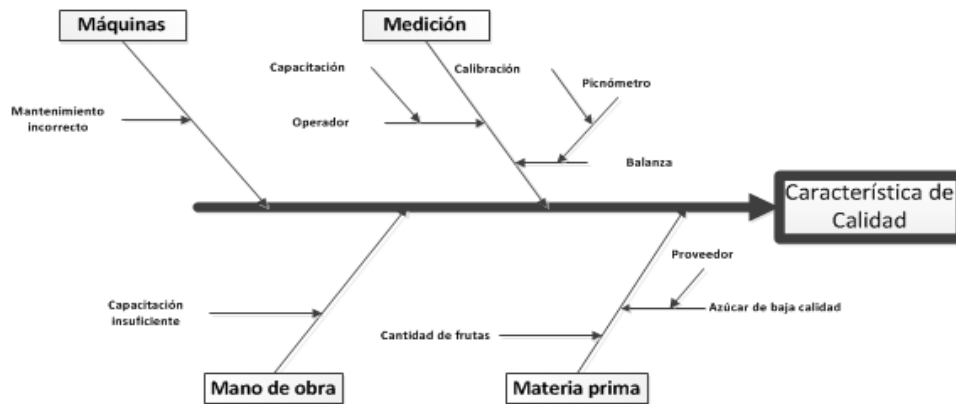 Máquinas
Medición
Capacitación
Calibración
Picnómetro
Mantenimiento
incorrecto
Operador
Balanza
Característica de
Calidad
Proveedor
Capacitación
insuficiente
Azúcar de baja calidad
Cantidad de frutas
Mano de obra
Materia prima